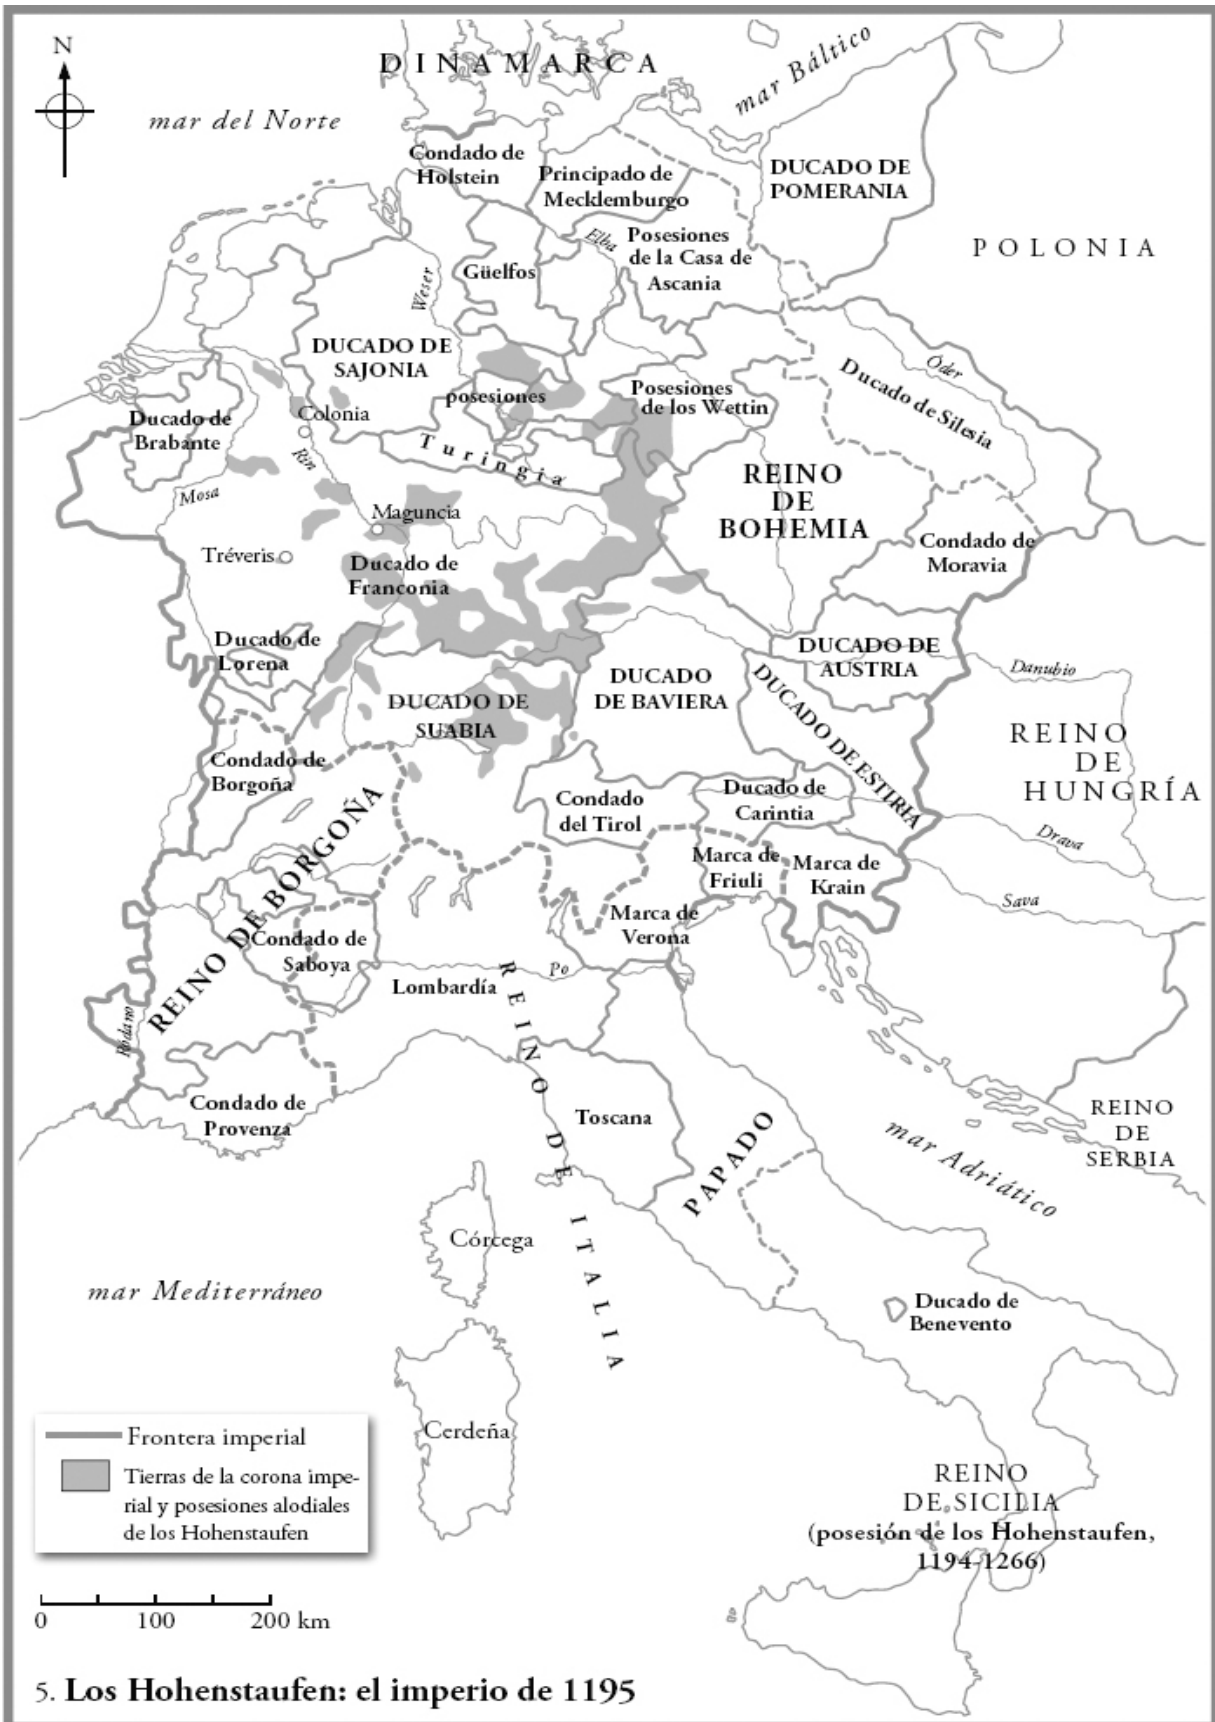 N
DINAMARCA
mar Báltico
mar del Norte
Condado de
Holstein
Principado de
Mecklemburgo
DUCADO DE
POMERANIA
POLONIA
Elba
Posesiones
de la Casa de
Ascania
Güelfos
Weser
DUCADO DE
SAJONIA
Óder
Ducado de Silesia
posesiones
Posesiones
de los Wettin
Colonia
Ducado de
Brabante
Turingia
Rin
Mosa
REINO
DE
BOHEMIA
Maguncia
Condado de
Moravia
Tréveris
Ducado de
Franconia
Ducado de
Lorena
DUCADO DE
AUSTRIA
Danubio
DUCADO
DE BAVIERA
DUCADO DE
SUABIA
DUCADO DE ESTIRIA
REINO
DE
HUNGRÍA
Condado de
Borgoña
Condado
del Tirol
Ducado de
Carintia
Drava
REINO DE BORGOÑA
Marca de
Friuli
Marca de
Krain
Sava
Marca de
Verona
Condado de
Saboya
Po
Lombardía
REINO DE ITALIA
Ródano
Condado de
Provenza
Toscana
PAPADO
REINO
DE
SERBIA
mar Adriático
Córcega
mar Mediterráneo
Ducado de
Benevento
Cerdeña
Frontera imperial
Tierras de la corona impe-
rial y posesiones alodiales
de los Hohenstaufen
REINO
DE SICILIA
(posesión de los Hohenstaufen,
1194-1266)
0 100 200 km
5. Los Hohenstaufen: el imperio de 1195